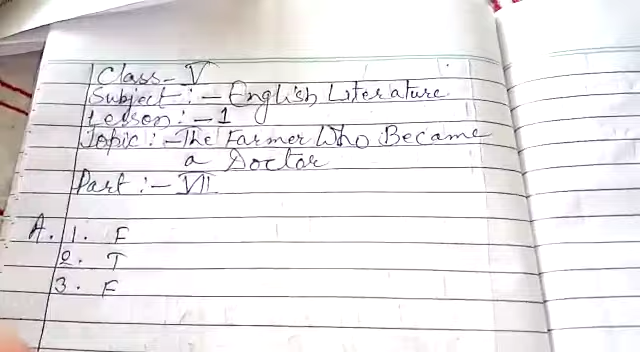 Class - V
Subject : - English Literature
Lesson : - 1
Topic : - The Farmer Who Became
a Doctor
Part : - VII
A. 1. F
2. T
3. F